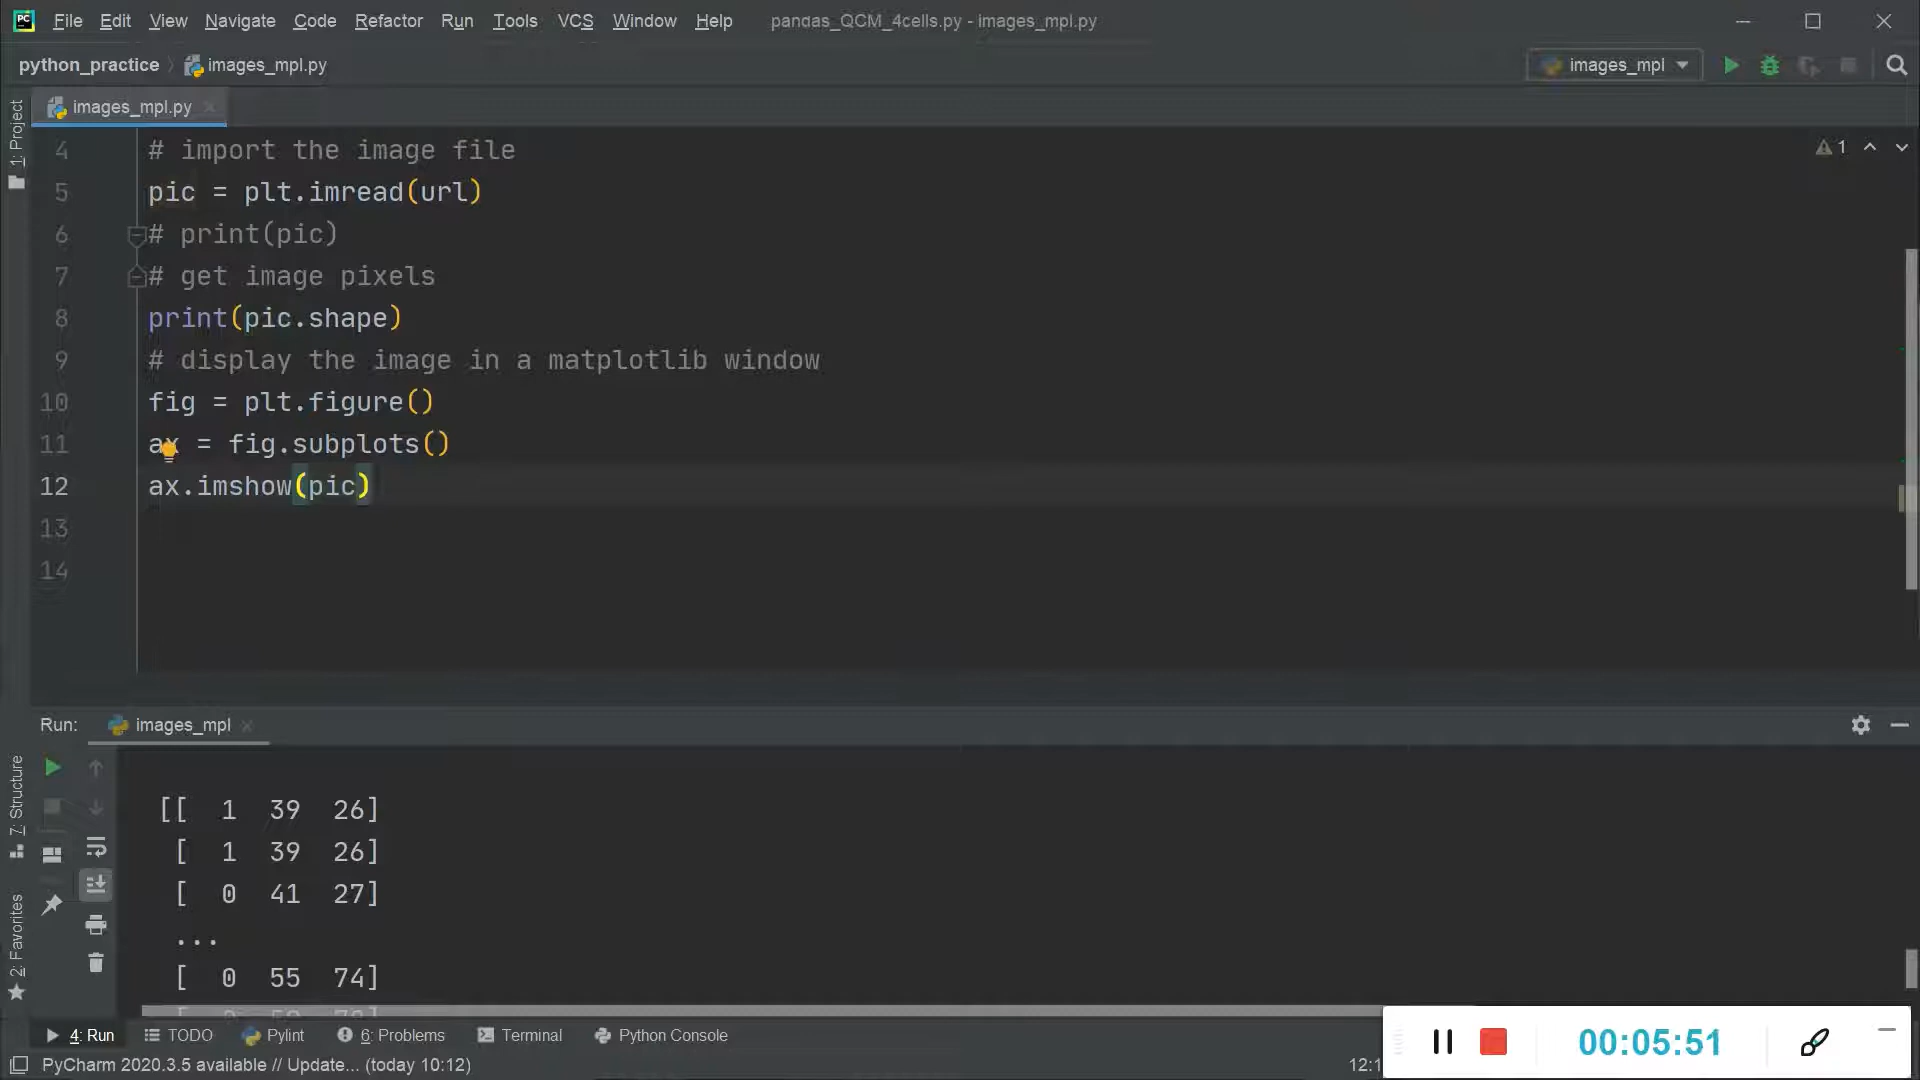 File Edit View Navigate Code Refactor Run Tools VCS Window Help pandas_QCM_4cells.py - images_mpl.py
python_practice images_mpl.py images_mpl
images_mpl.py
1: Project
4 # import the image file
1
5 pic = plt.imread(url)
6 # print(pic)
7 # get image pixels
8 print(pic.shape)
9 # display the image in a matplotlib window
10 fig = plt.figure()
11 ax = fig.subplots()
12 ax.imshow(pic)
13
14
Run: images_mpl
7: Structure
2: Favorites
[[ 1 39 26]
[ 1 39 26]
[ 0 41 27]
...
[ 0 55 74]
4: Run TODO Pylint 6: Problems Terminal Python Console
00:05:51
PyCharm 2020.3.5 available // Update... (today 10:12)